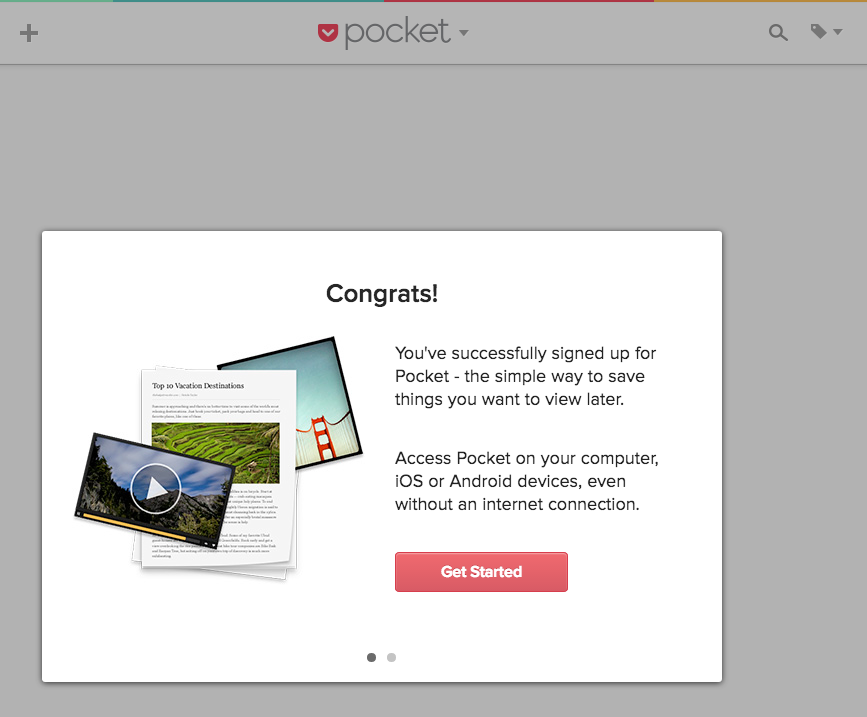 pocket
Congrats!
You've successfully signed up for
Pocket - the simple way to save
things you want to view later.
Top 10 Vacation Destinations
Access Pocket on your computer,
iOS or Android devices, even
without an internet connection.
Get Started